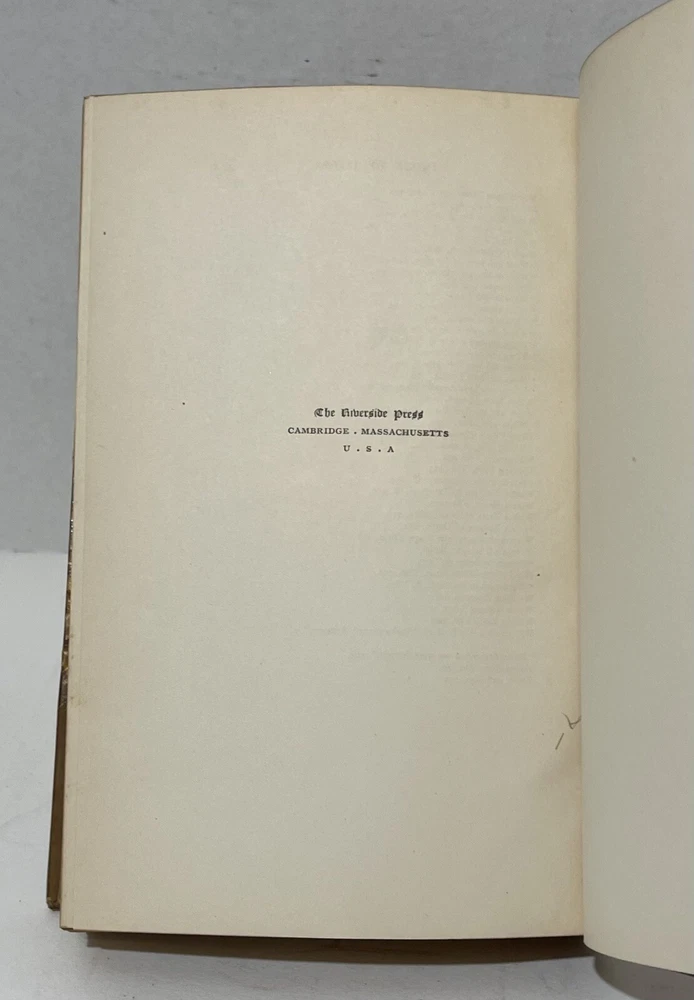 The Riverside Press
CAMBRIDGE . MASSACHUSETTS
U . S . A